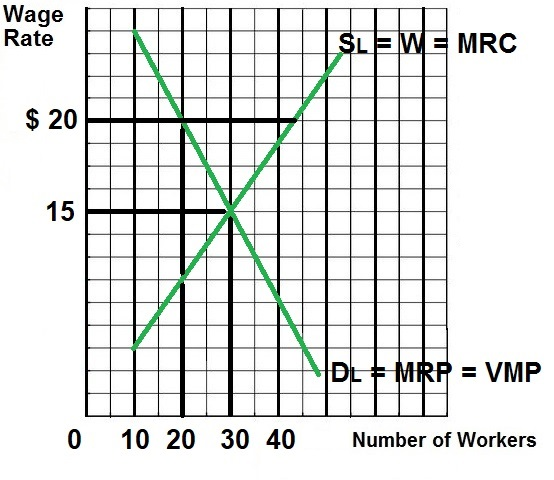 Wage
Rate
SL = W = MRC
$ 20
15
DL = MRP = VMP
0 10 20 30 40 Number of Workers